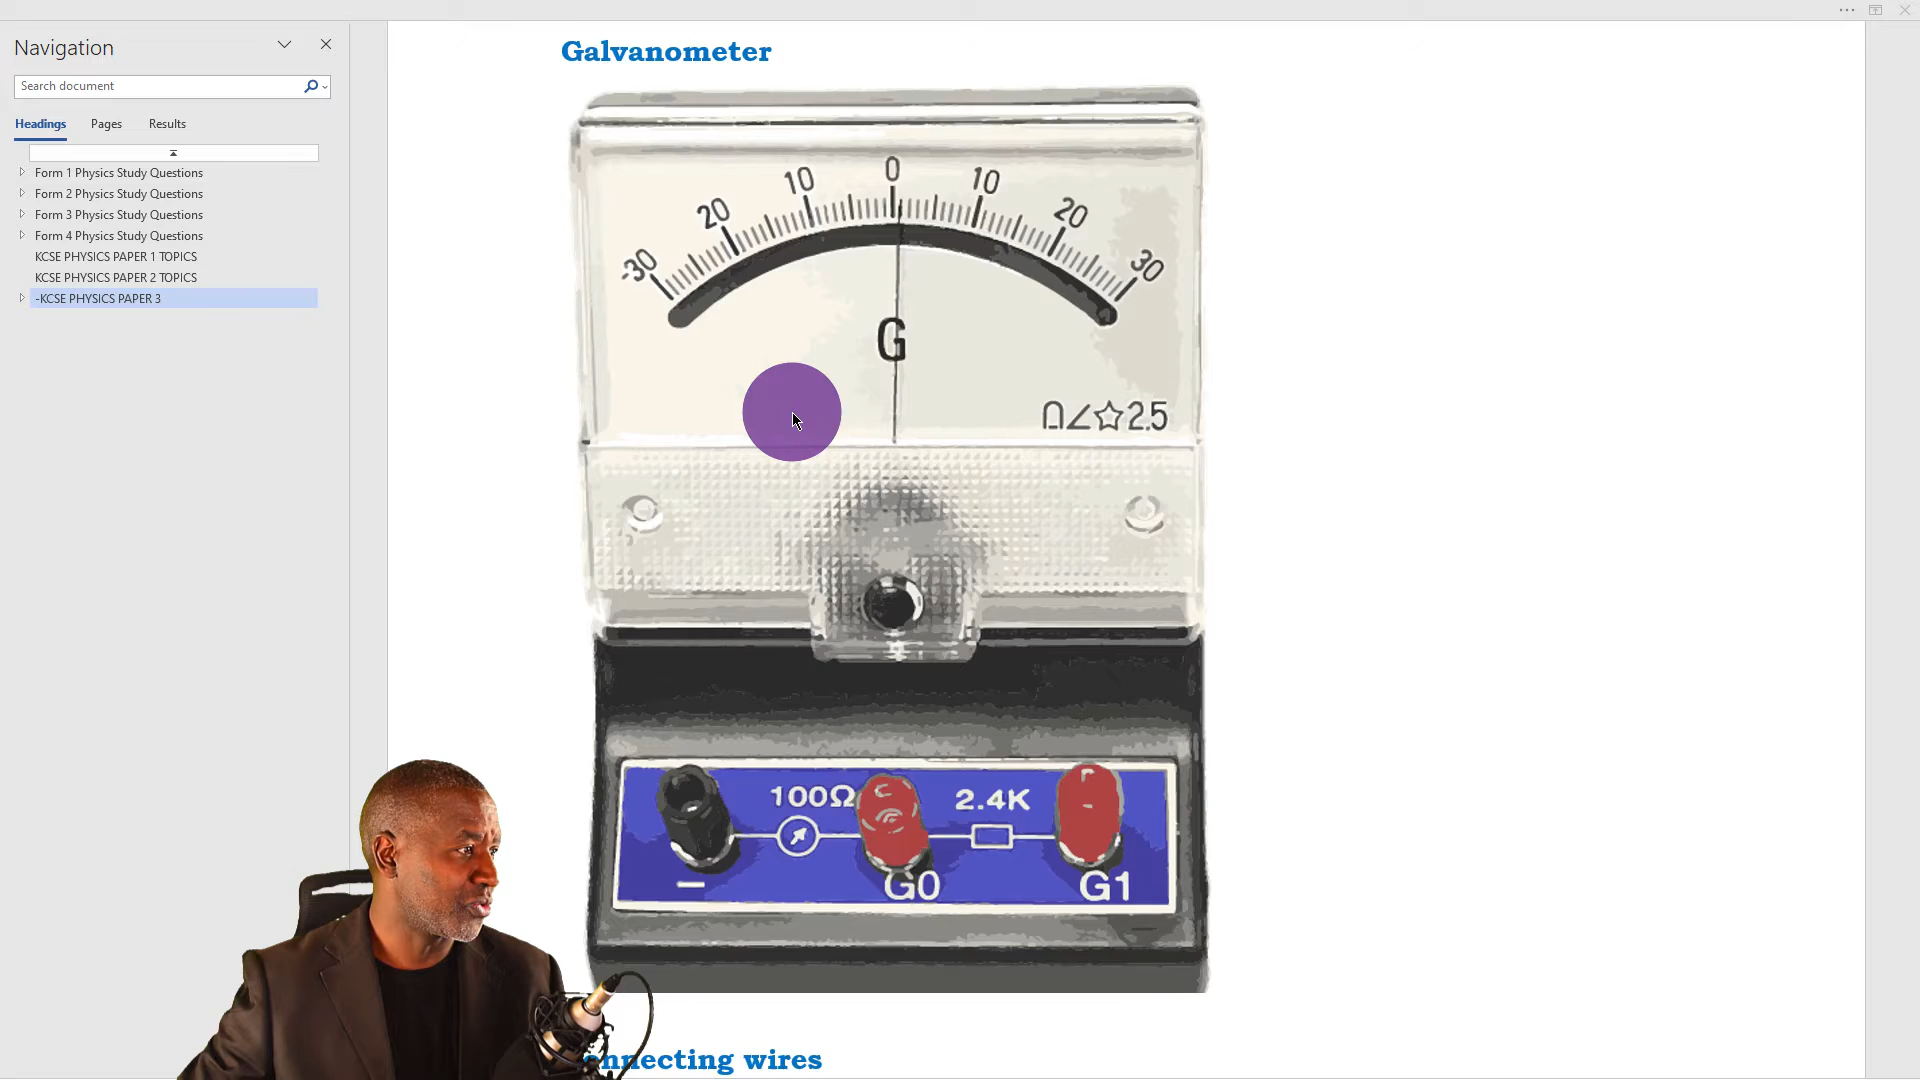 Navigation
Search document
Headings Pages Results
Form 1 Physics Study Questions
Form 2 Physics Study Questions
Form 3 Physics Study Questions
Form 4 Physics Study Questions
KCSE PHYSICS PAPER 1 TOPICS
KCSE PHYSICS PAPER 2 TOPICS
-KCSE PHYSICS PAPER 3
Galvanometer
-30 20 10 0 10 20 30
G
2.5
100Ω 2.4K
– G0 G1
nnecting wires